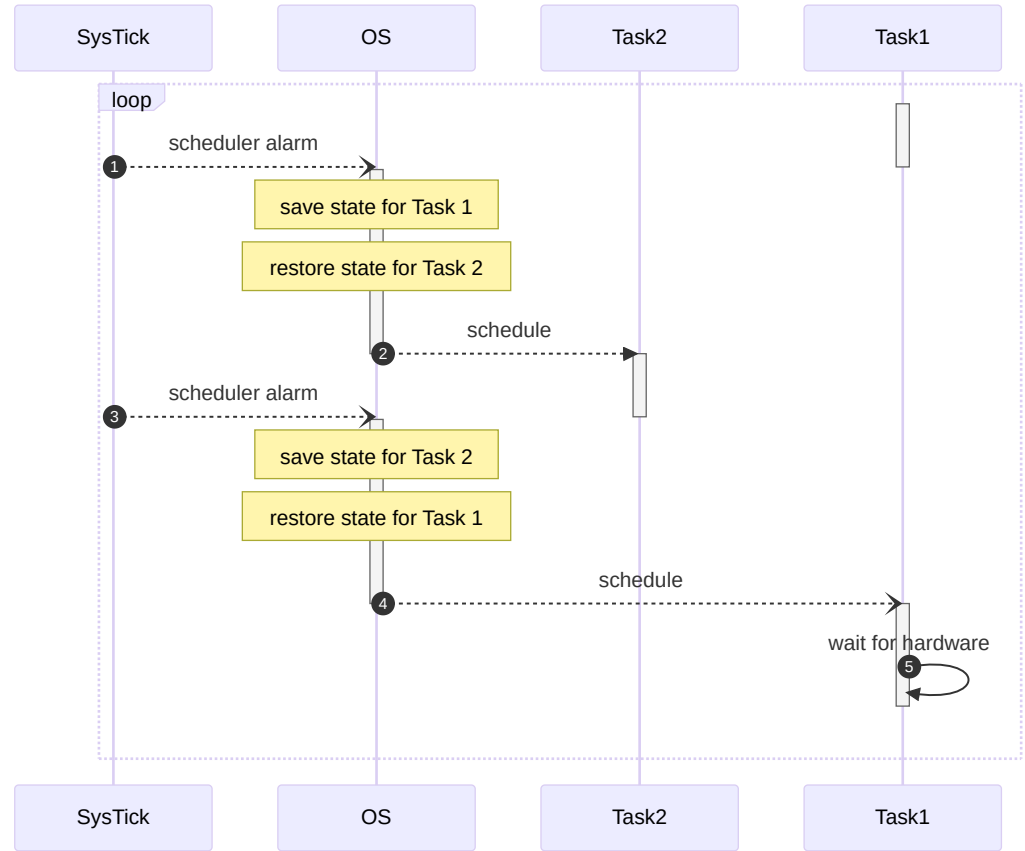 SysTick
OS
Task2
Task1
loop
scheduler alarm
1
save state for Task 1
restore state for Task 2
schedule
2
scheduler alarm
3
save state for Task 2
restore state for Task 1
schedule
4
wait for hardware
5
SysTick
OS
Task2
Task1